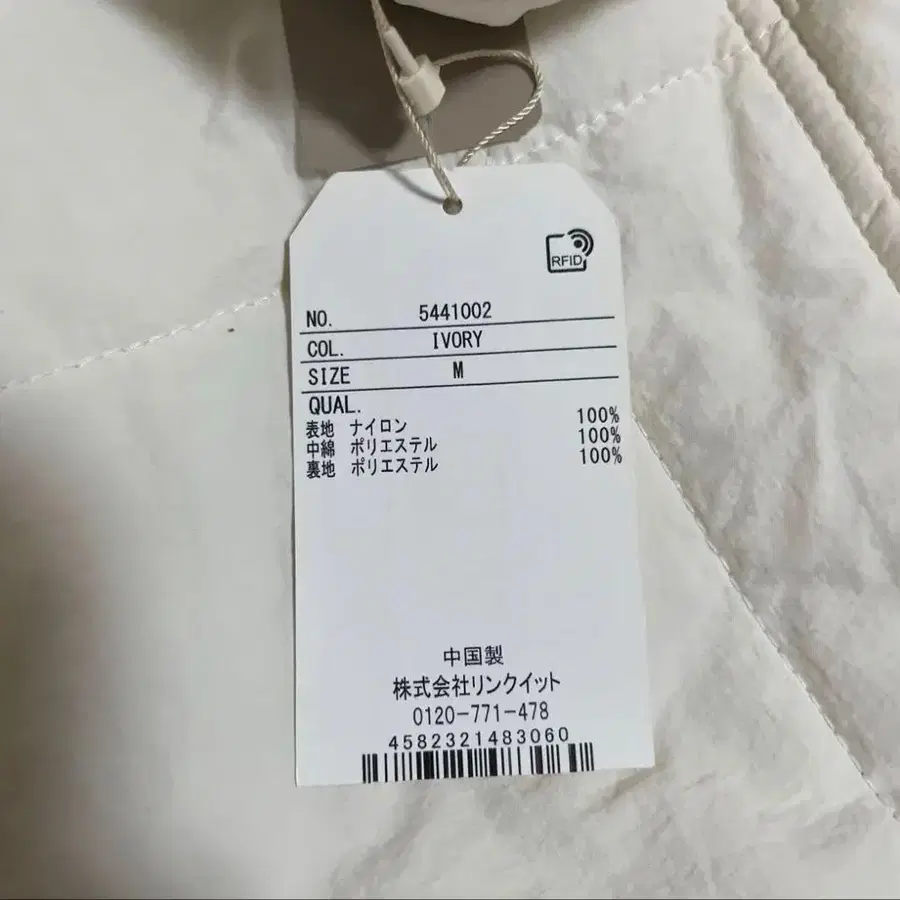 RFID
NO. 5441002
COL. IVORY
SIZE M
QUAL.
表地 ナイロン 100%
中綿 ポリエステル 100%
裏地 ポリエステル 100%
中国製
株式会社リンクイット
0120-771-478
4582321483060